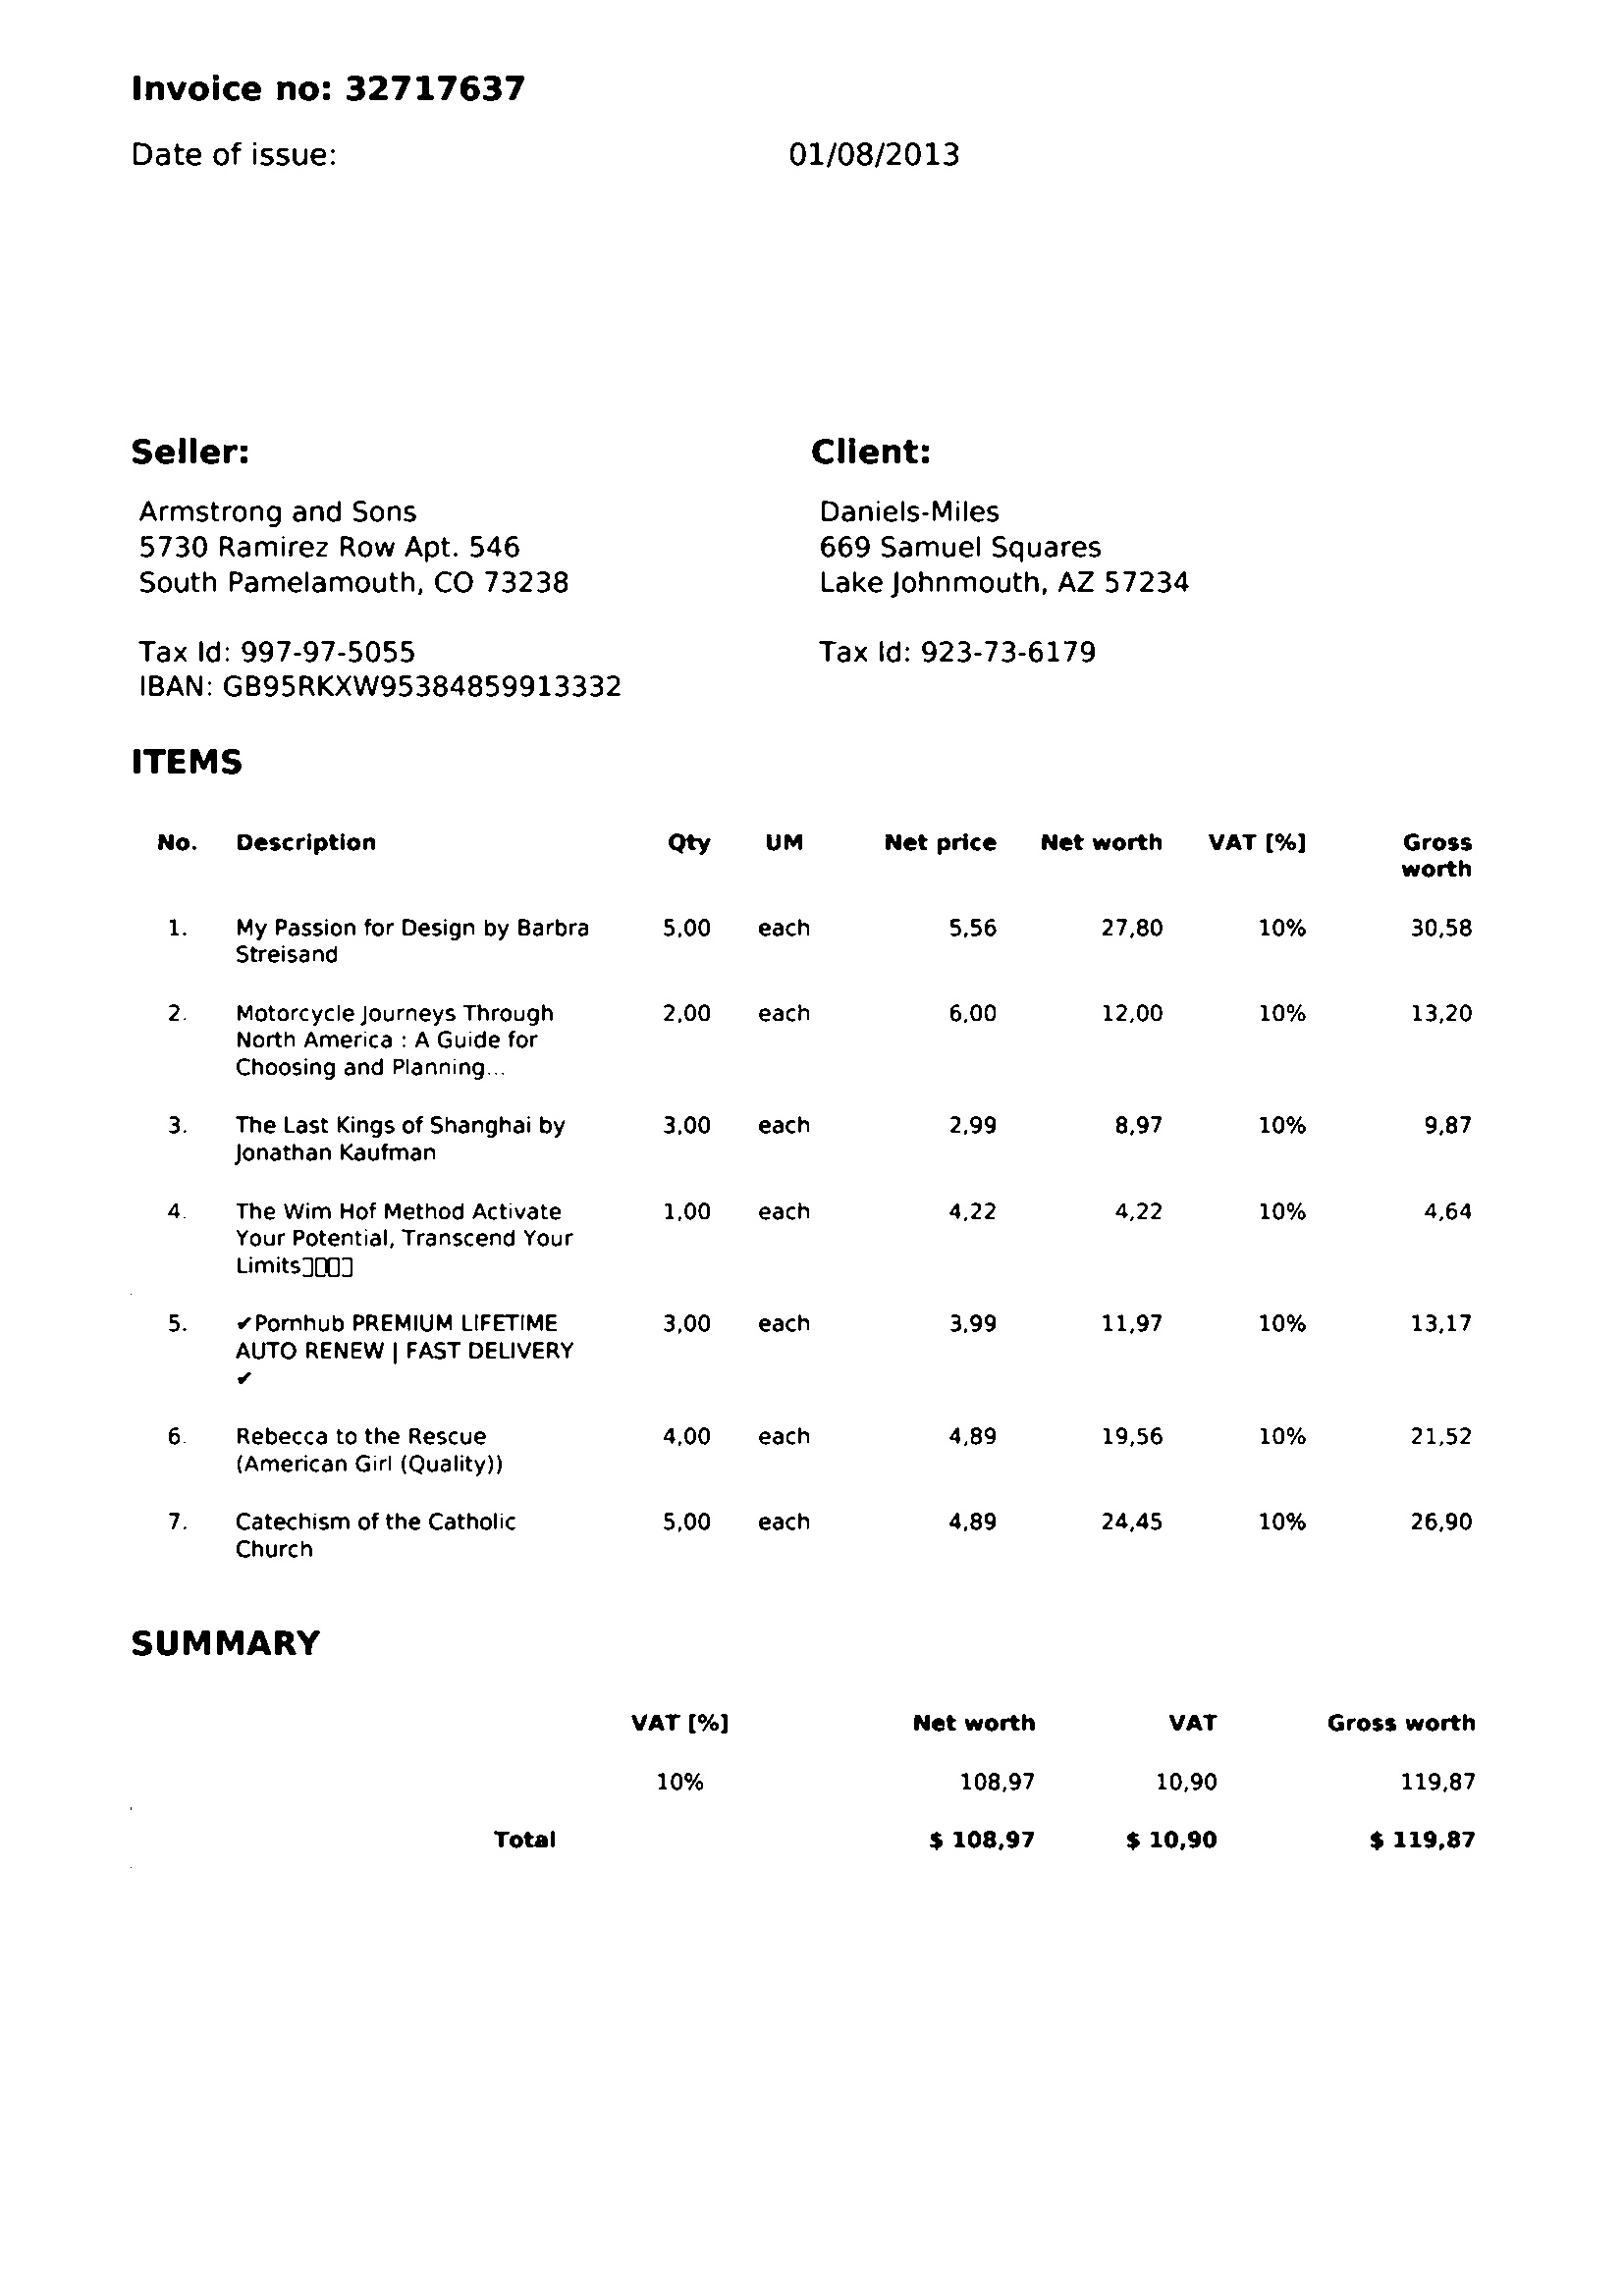 Invoice no: 32717637
Date of issue: 01/08/2013
Seller: Client:
Armstrong and Sons Daniels-Miles
5730 Ramirez Row Apt. 546 669 Samuel Squares
South Pamelamouth, CO 73238 Lake Johnmouth, AZ 57234
Tax Id: 997-97-5055 Tax Id: 923-73-6179
IBAN: GB95RKXW95384859913332
ITEMS
No. Description Qty UM Net price Net worth VAT [%] Gross
worth
1. My Passion for Design by Barbra 5,00 each 5,56 27,80 10% 30,58
Streisand
2. Motorcycle Journeys Through 2,00 each 6,00 12,00 10% 13,20
North America : A Guide for
Choosing and Planning...
3. The Last Kings of Shanghai by 3,00 each 2,99 8,97 10% 9,87
Jonathan Kaufman
4. The Wim Hof Method Activate 1,00 each 4,22 4,22 10% 4,64
Your Potential, Transcend Your
Limits
5. ✔Pornhub PREMIUM LIFETIME 3,00 each 3,99 11,97 10% 13,17
AUTO RENEW | FAST DELIVERY
✔
6. Rebecca to the Rescue 4,00 each 4,89 19,56 10% 21,52
(American Girl (Quality))
7. Catechism of the Catholic 5,00 each 4,89 24,45 10% 26,90
Church
SUMMARY
VAT [%] Net worth VAT Gross worth
10% 108,97 10,90 119,87
Total $ 108,97 $ 10,90 $ 119,87